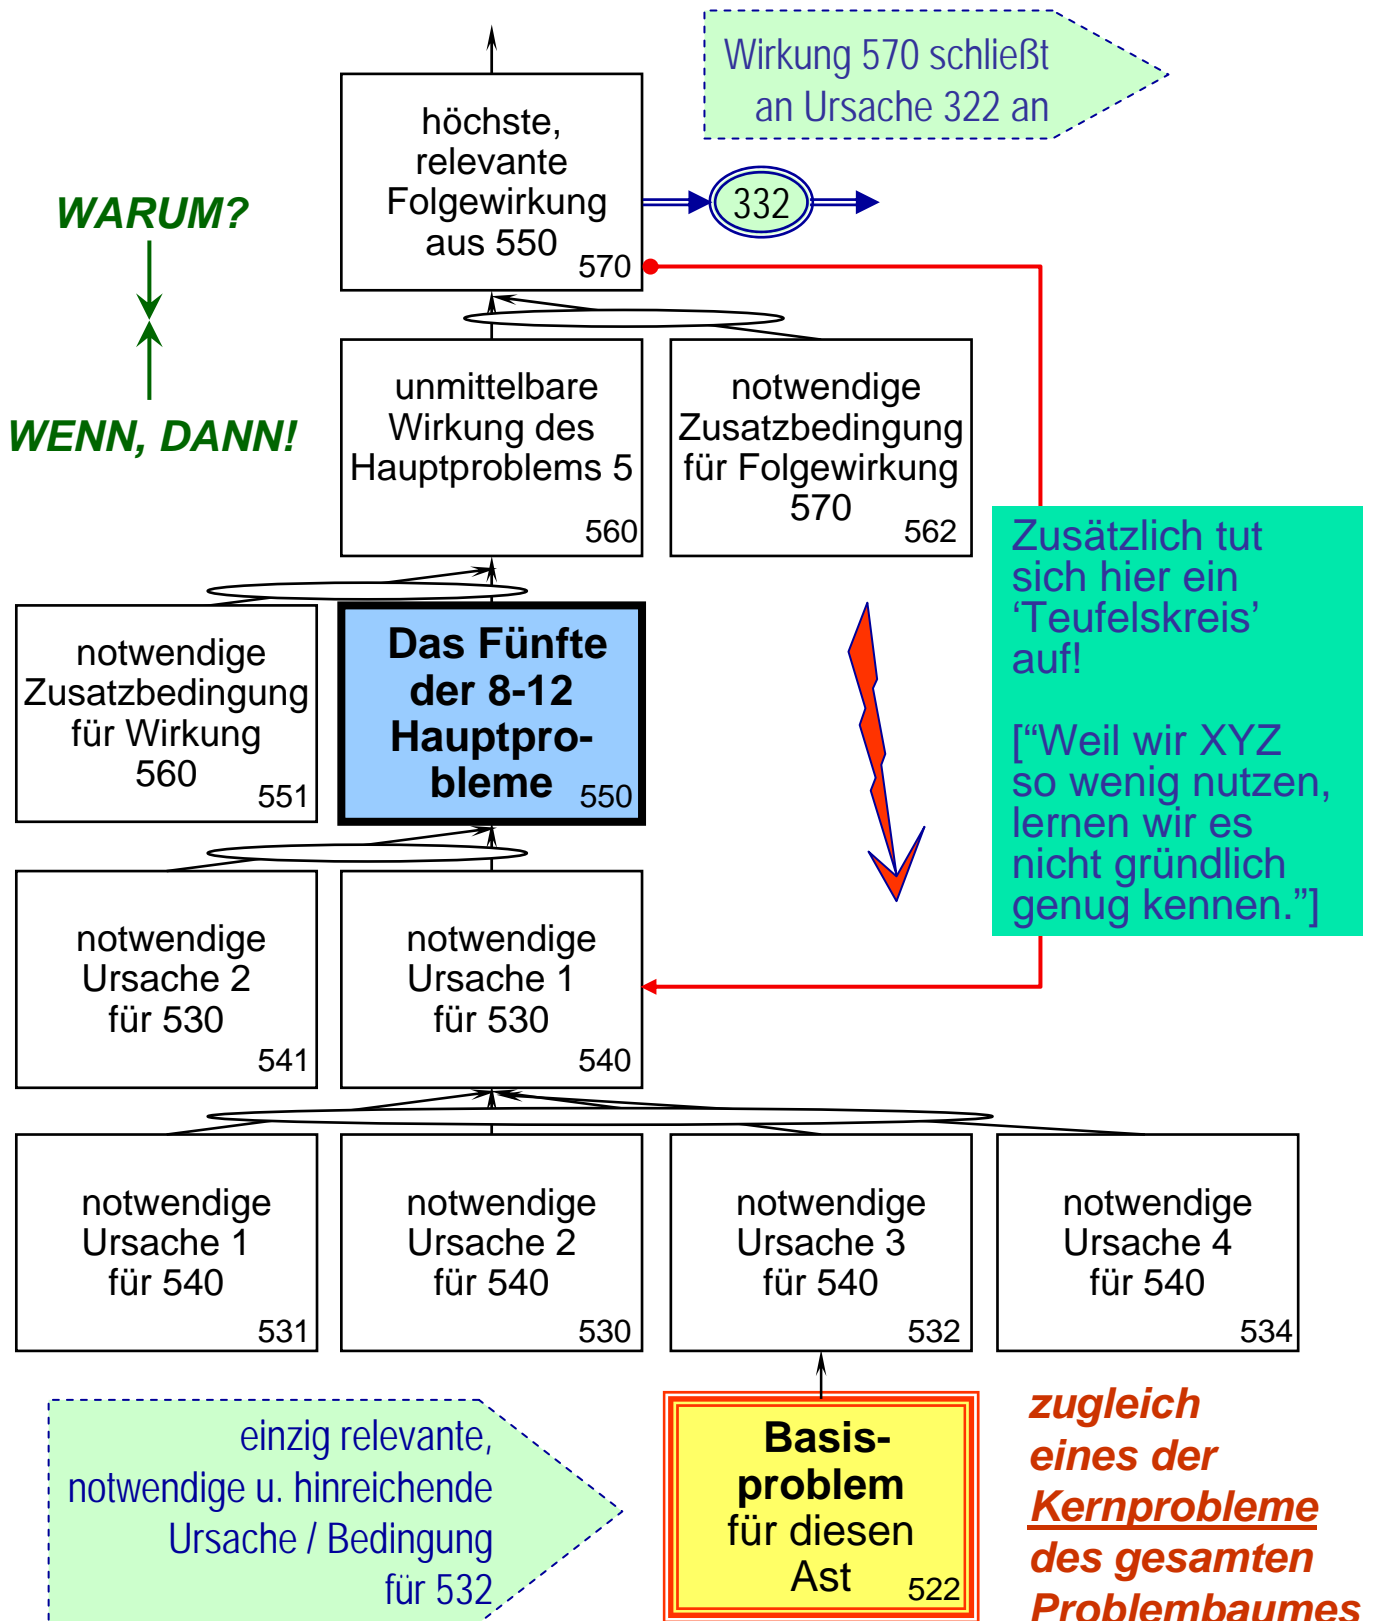 Wirkung 570 schließt
an Ursache 322 an
höchste,
relevante
Folgewirkung
aus 550
570
332
WARUM?
WENN, DANN!
unmittelbare
Wirkung des
Hauptproblems 5
560
notwendige
Zusatzbedingung
für Folgewirkung
570
562
Zusätzlich tut
sich hier ein
‘Teufelskreis’
auf!
[“Weil wir XYZ
so wenig nutzen,
lernen wir es
nicht gründlich
genug kennen.”]
notwendige
Zusatzbedingung
für Wirkung
560
551
Das Fünfte
der 8-12
Hauptpro-
bleme
550
notwendige
Ursache 2
für 530
541
notwendige
Ursache 1
für 530
540
notwendige
Ursache 1
für 540
531
notwendige
Ursache 2
für 540
530
notwendige
Ursache 3
für 540
532
notwendige
Ursache 4
für 540
534
einzig relevante,
notwendige u. hinreichende
Ursache / Bedingung
für 532
Basis-
problem
für diesen
Ast
522
zugleich
eines der
Kernprobleme
des gesamten
Problembaumes